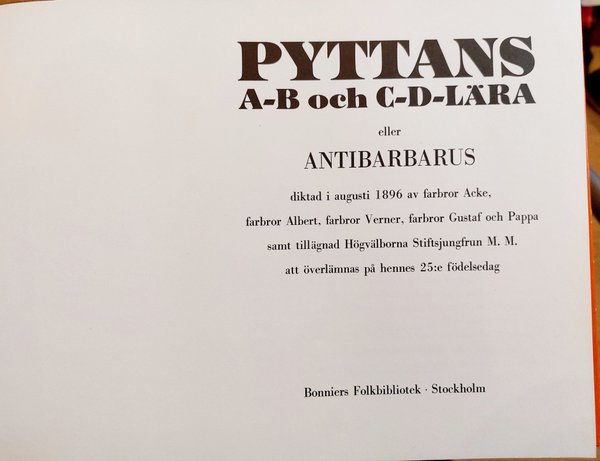 PYTTANS
A-B och C-D-LÄRA
eller
ANTIBARBARUS
diktad i augusti 1896 av farbror Acke,
farbror Albert, farbror Verner, farbror Gustaf och Pappa
samt tillägnad Högvälborna Stiftsjungfrun M. M.
att överlämnas på hennes 25:e födelsedag
Bonniers Folkbibliotek · Stockholm